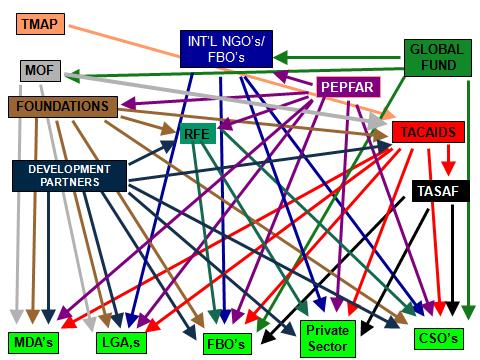 TMAP
INT'L NGO's/
FBO's
GLOBAL
FUND
MOF
PEPFAR
FOUNDATIONS
RFE
TACAIDS
DEVELOPMENT
PARTNERS
TASAF
MDA's
LGA,s
FBO's
Private
Sector
CSO's